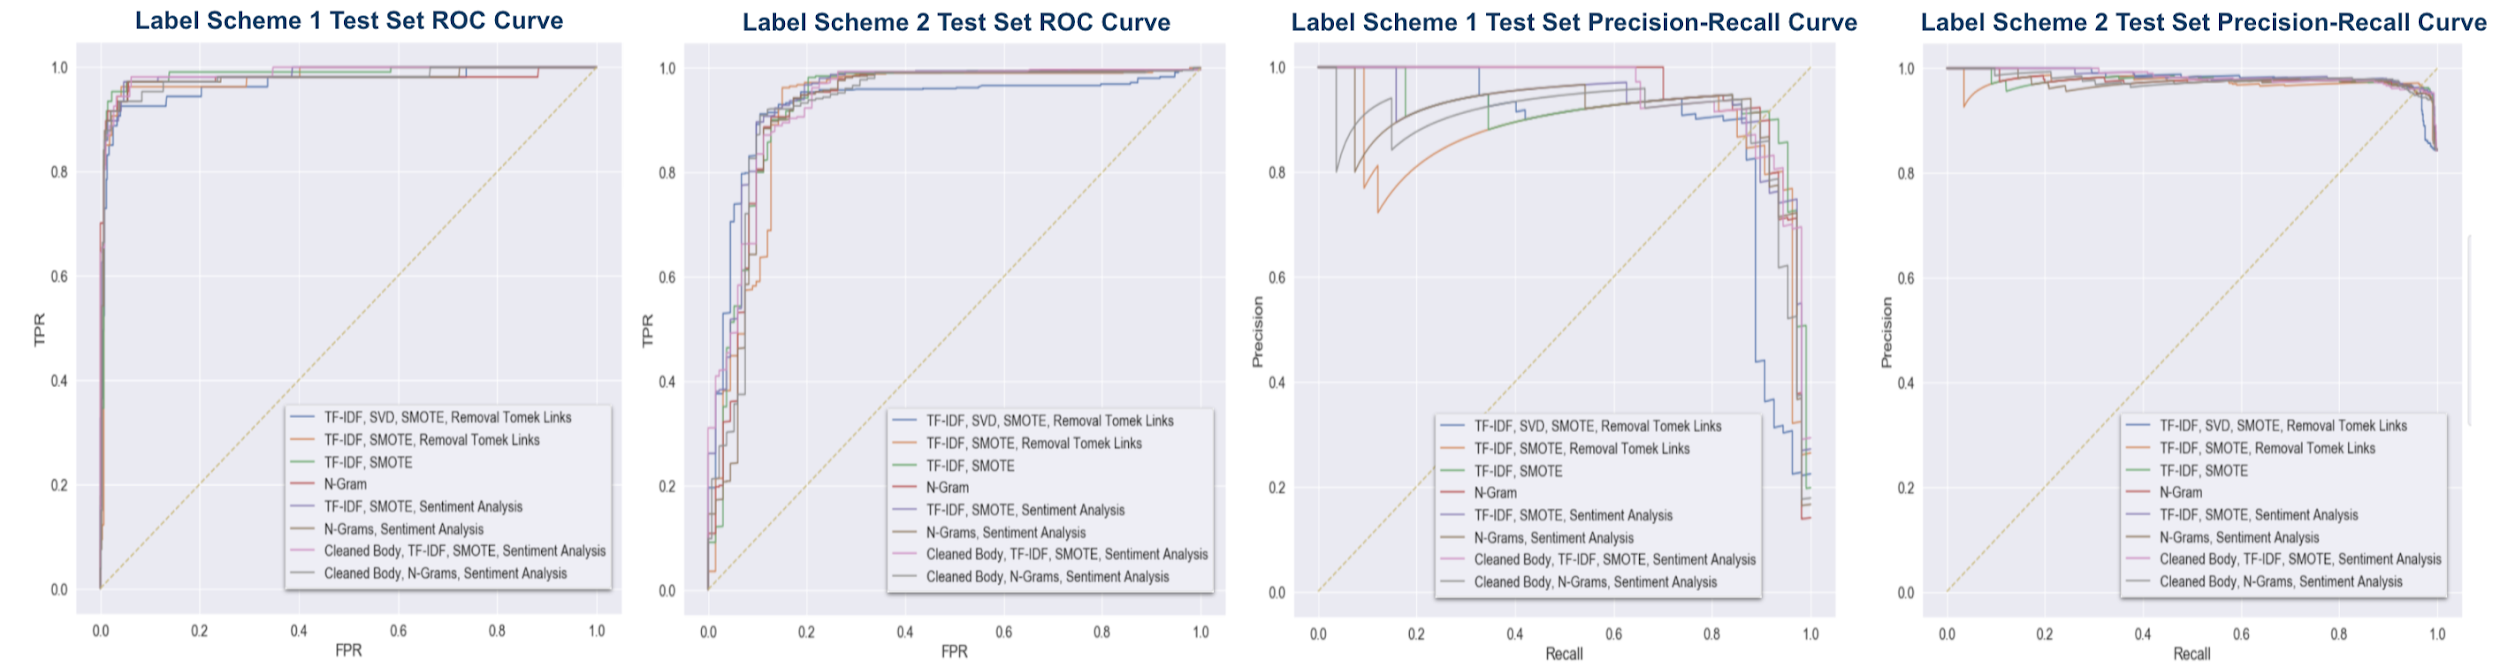 Label Scheme 1 Test Set ROC Curve
1.0
0.8
0.6
0.4
0.2
0.0
TPR
TF-IDF, SVD, SMOTE, Removal Tomek Links
TF-IDF, SMOTE, Removal Tomek Links
TF-IDF, SMOTE
N-Gram
TF-IDF, SMOTE, Sentiment Analysis
N-Grams, Sentiment Analysis
Cleaned Body, TF-IDF, SMOTE, Sentiment Analysis
Cleaned Body, N-Grams, Sentiment Analysis
0.0 0.2 0.4 0.6 0.8 1.0
FPR
Label Scheme 2 Test Set ROC Curve
1.0
0.8
0.6
0.4
0.2
0.0
TPR
TF-IDF, SVD, SMOTE, Removal Tomek Links
TF-IDF, SMOTE, Removal Tomek Links
TF-IDF, SMOTE
N-Gram
TF-IDF, SMOTE, Sentiment Analysis
N-Grams, Sentiment Analysis
Cleaned Body, TF-IDF, SMOTE, Sentiment Analysis
Cleaned Body, N-Grams, Sentiment Analysis
0.0 0.2 0.4 0.6 0.8 1.0
FPR
Label Scheme 1 Test Set Precision-Recall Curve
1.0
0.8
0.6
0.4
0.2
0.0
Precision
TF-IDF, SVD, SMOTE, Removal Tomek Links
TF-IDF, SMOTE, Removal Tomek Links
TF-IDF, SMOTE
N-Gram
TF-IDF, SMOTE, Sentiment Analysis
N-Grams, Sentiment Analysis
Cleaned Body, TF-IDF, SMOTE, Sentiment Analysis
Cleaned Body, N-Grams, Sentiment Analysis
0.0 0.2 0.4 0.6 0.8 1.0
Recall
Label Scheme 2 Test Set Precision-Recall Curve
1.0
0.8
0.6
0.4
0.2
0.0
Precision
TF-IDF, SVD, SMOTE, Removal Tomek Links
TF-IDF, SMOTE, Removal Tomek Links
TF-IDF, SMOTE
N-Gram
TF-IDF, SMOTE, Sentiment Analysis
N-Grams, Sentiment Analysis
Cleaned Body, TF-IDF, SMOTE, Sentiment Analysis
Cleaned Body, N-Grams, Sentiment Analysis
0.0 0.2 0.4 0.6 0.8 1.0
Recall